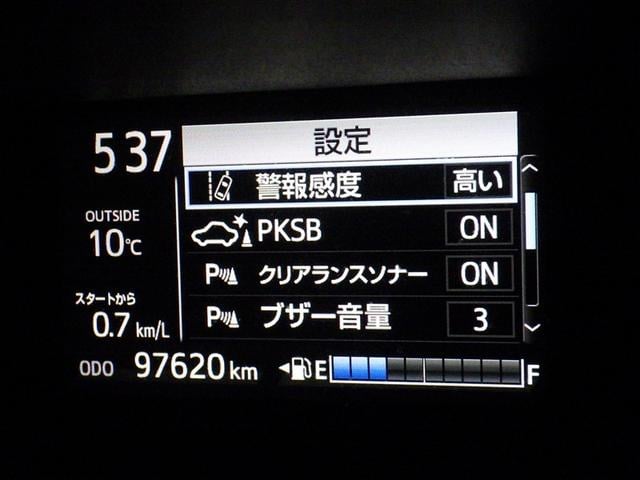 5 37
設定
警報感度 高い
OUTSIDE
10℃
PKSB ON
P クリアランスソナー ON
スタートから
0.7 km/L
P ブザー音量 3
ODO 97620 km
E F